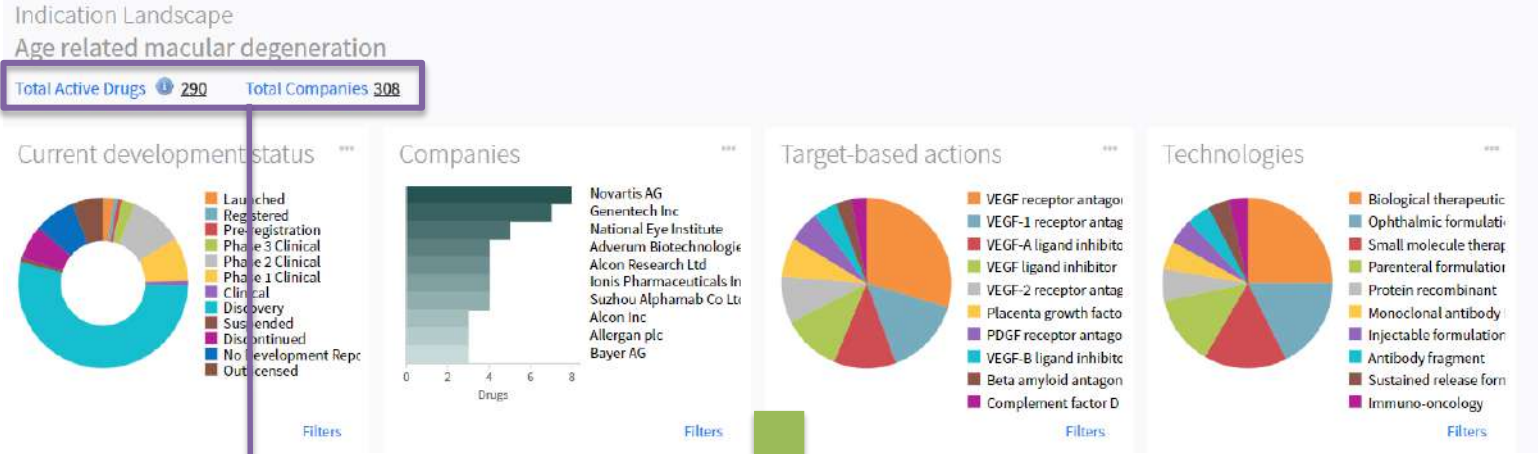 Indication Landscape
Age related macular degeneration
Total Active Drugs 290 Total Companies 308
Current development status
Launched
Registered
Pre-registration
Phase 3 Clinical
Phase 2 Clinical
Phase 1 Clinical
Clinical
Discovery
Suspended
Discontinued
No Development Repo
Outlicensed
Filters
Companies
Novartis AG
Genentech Inc
National Eye Institute
Adverum Biotechnologie
Alcon Research Ltd
Ionis Pharmaceuticals In
Suzhou Alphamab Co Lt
Alcon Inc
Allergan plc
Bayer AG
0 2 4 6 8
Drugs
Filters
Target-based actions
VEGF receptor antagon
VEGF-1 receptor antag
VEGF-A ligand inhibito
VEGF ligand inhibitor
VEGF-2 receptor antag
Placenta growth facto
PDGF receptor antago
VEGF-B ligand inhibito
Beta amyloid antagon
Complement factor D
Filters
Technologies
Biological therapeutic
Ophthalmic formulati
Small molecule therap
Parenteral formulation
Protein recombinant
Monoclonal antibody
Injectable formulation
Antibody fragment
Sustained release form
Immuno-oncology
Filters